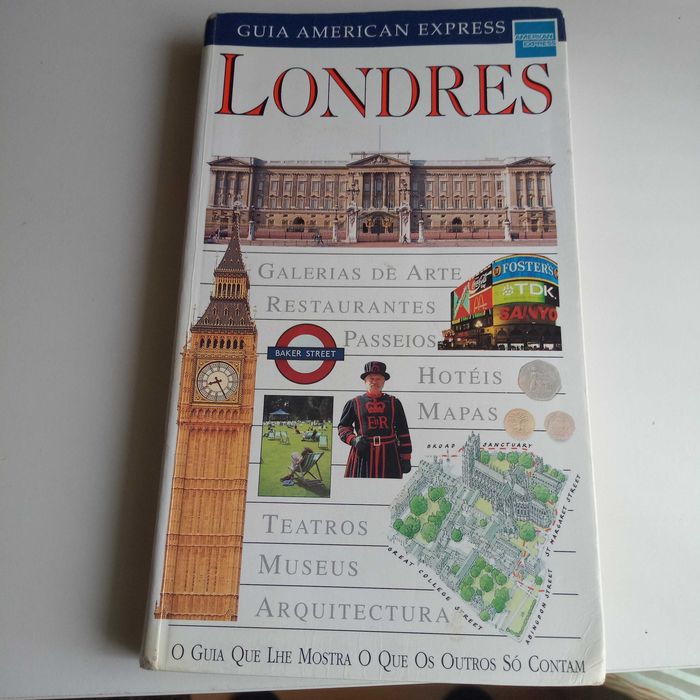 GUIA AMERICAN EXPRESS
AMERICAN
EXPRESS
LONDRES
GALERIAS DE ARTE
RESTAURANTES
PASSEIOS
FOSTER'S
TDK
SANYO
BAKER STREET
HOTÉIS
MAPAS
E R
BROAD SANCTUARY
ST MARGARET STREET
ABINGDON STREET
GREAT COLLEGE STREET
TEATROS
MUSEUS
ARQUITECTURA
O GUIA QUE LHE MOSTRA O QUE OS OUTROS SÓ CONTAM